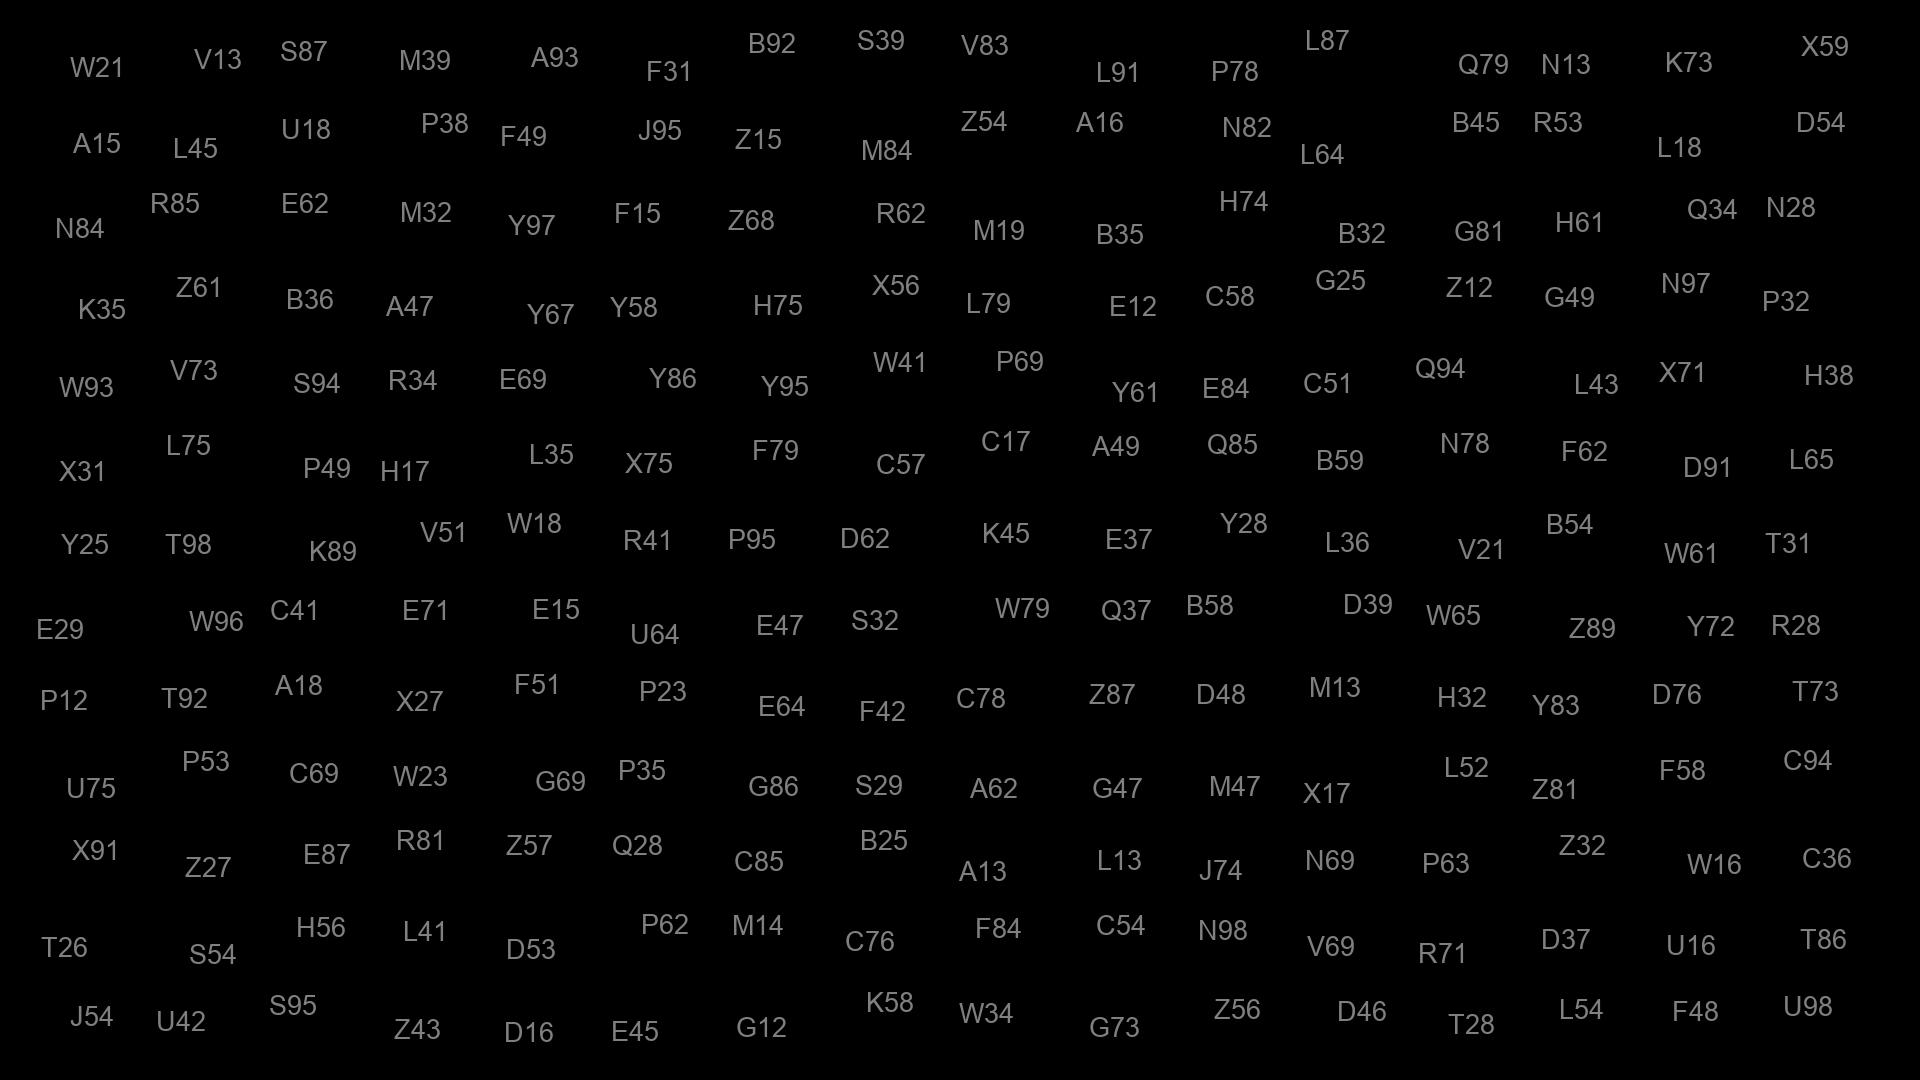 W21 V13 S87 M39 A93 F31 B92 S39 V83 L91 P78 L87 Q79 N13 K73 X59
A15 L45 U18 P38 F49 J95 Z15 M84 Z54 A16 N82 L64 B45 R53 L18 D54
N84 R85 E62 M32 Y97 F15 Z68 R62 M19 B35 H74 B32 G81 H61 Q34 N28
K35 Z61 B36 A47 Y67 Y58 H75 X56 L79 E12 C58 G25 Z12 G49 N97 P32
W93 V73 S94 R34 E69 Y86 Y95 W41 P69 Y61 E84 C51 Q94 L43 X71 H38
X31 L75 P49 H17 L35 X75 F79 C57 C17 A49 Q85 B59 N78 F62 D91 L65
Y25 T98 K89 V51 W18 R41 P95 D62 K45 E37 Y28 L36 V21 B54 W61 T31
E29 W96 C41 E71 E15 U64 E47 S32 W79 Q37 B58 D39 W65 Z89 Y72 R28
P12 T92 A18 X27 F51 P23 E64 F42 C78 Z87 D48 M13 H32 Y83 D76 T73
U75 P53 C69 W23 G69 P35 G86 S29 A62 G47 M47 X17 L52 Z81 F58 C94
X91 Z27 E87 R81 Z57 Q28 C85 B25 A13 L13 J74 N69 P63 Z32 W16 C36
T26 S54 H56 L41 D53 P62 M14 C76 F84 C54 N98 V69 R71 D37 U16 T86
J54 U42 S95 Z43 D16 E45 G12 K58 W34 G73 Z56 D46 T28 L54 F48 U98